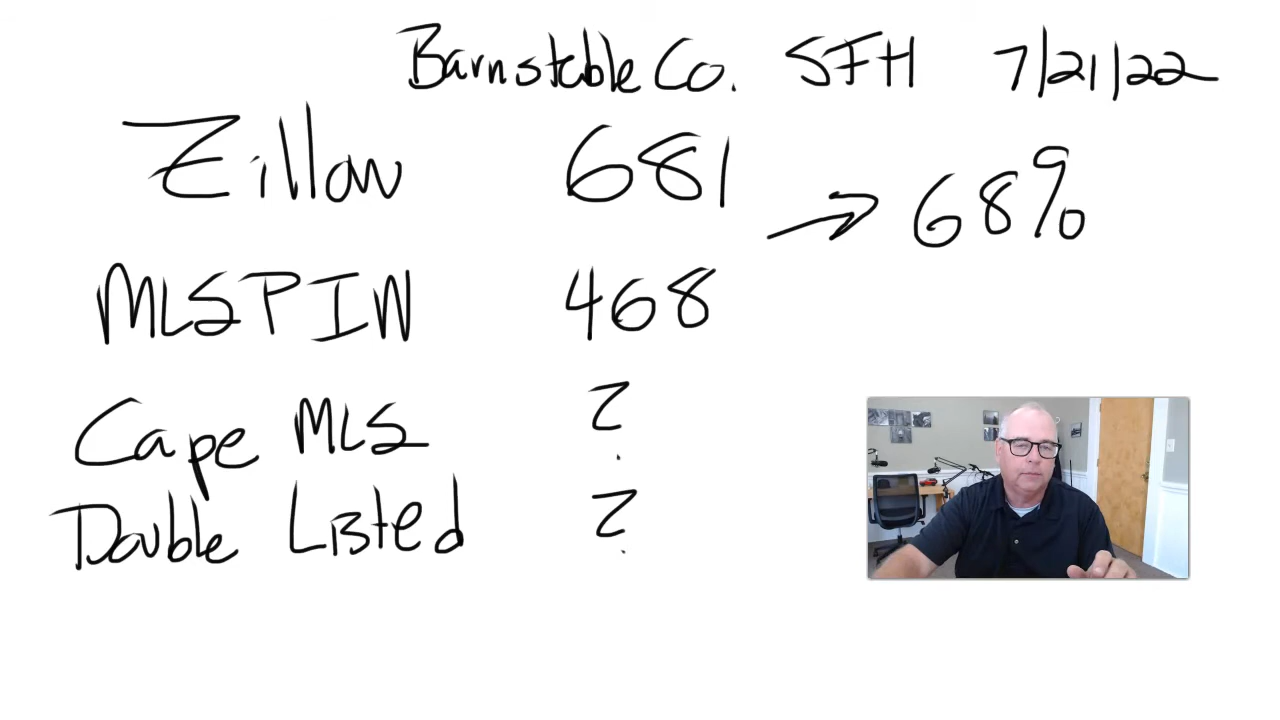 Barnstable Co. SFH 7/21/22
Zillow 681
→ 68%
MLSPIN 468
Cape MLS ?
Double Listed ?